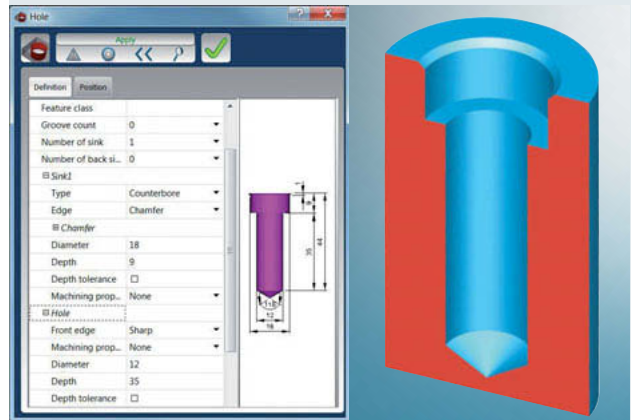 Hole
Apply
Definition Position
Feature class
Groove count 0
Number of sink 1
Number of back si... 0
Sink1
Type Counterbore
Edge Chamfer
Chamfer
Diameter 18
Depth 9
Depth tolerance
Machining prop... None
Hole
Front edge Sharp
Machining prop... None
Diameter 12
Depth 35
Depth tolerance
1
9
35
44
12